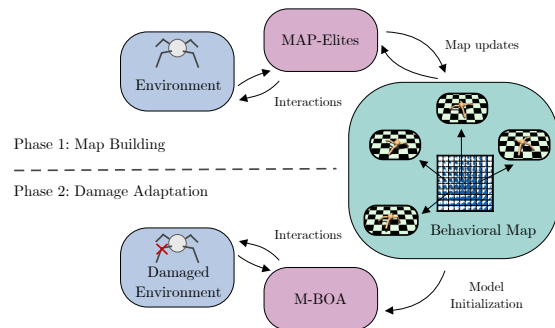 MAP-Elites
Map updates
Environment
Interactions
Phase 1: Map Building
Phase 2: Damage Adaptation
Behavioral Map
Interactions
Damaged
Environment
M-BOA
Model
Initialization